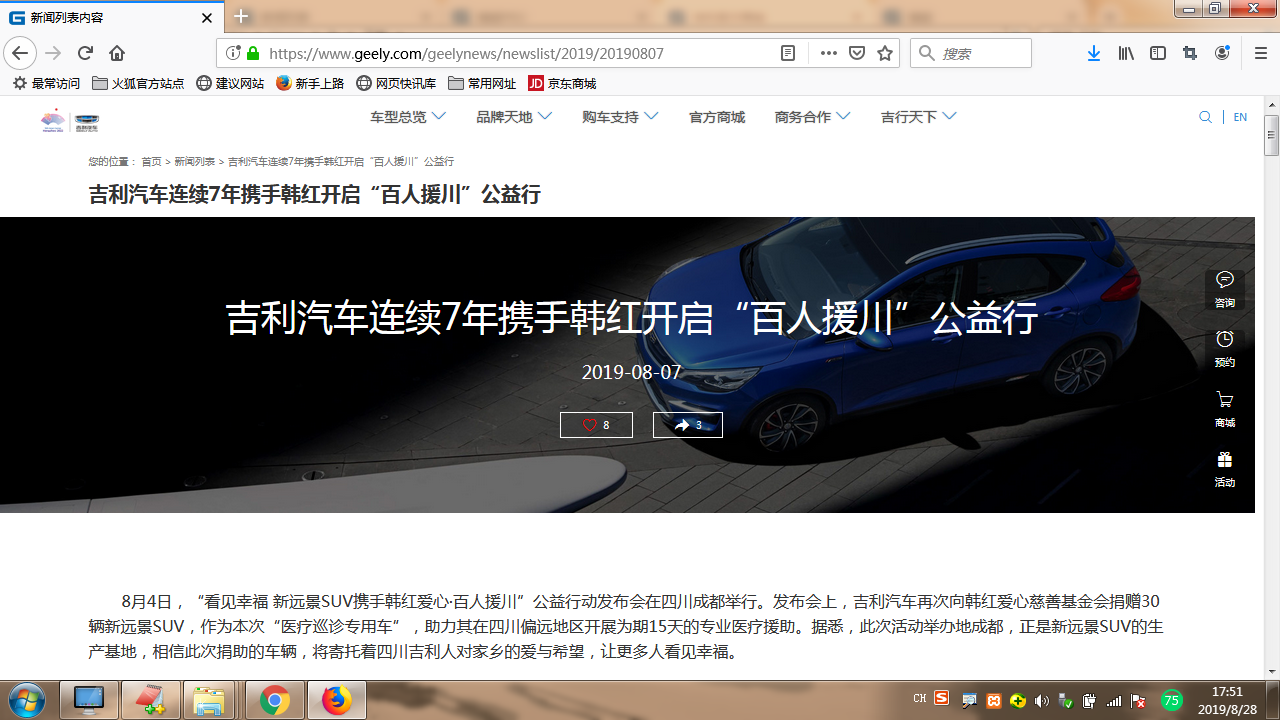 新闻列表内容
https://www.geely.com/geelynews/newslist/2019/20190807
搜索
最常访问
火狐官方站点
建议网站
新手上路
网页快讯库
常用网址
JD 京东商城
车型总览
品牌天地
购车支持
官方商城
商务合作
吉行天下
EN
您的位置： 首页 > 新闻列表 > 吉利汽车连续7年携手韩红开启“百人援川”公益行
吉利汽车连续7年携手韩红开启“百人援川”公益行
吉利汽车连续7年携手韩红开启“百人援川”公益行
2019-08-07
8
3
咨询
预约
商城
活动
8月4日，“看见幸福 新远景SUV携手韩红爱心·百人援川”公益行动发布会在四川成都举行。发布会上，吉利汽车再次向韩红爱心慈善基金会捐赠30
辆新远景SUV，作为本次“医疗巡诊专用车”，助力其在四川偏远地区开展为期15天的专业医疗援助。据悉，此次活动举办地成都，正是新远景SUV的生
产基地，相信此次捐助的车辆，将寄托着四川吉利人对家乡的爱与希望，让更多人看见幸福。
CH
75
17:51
2019/8/28